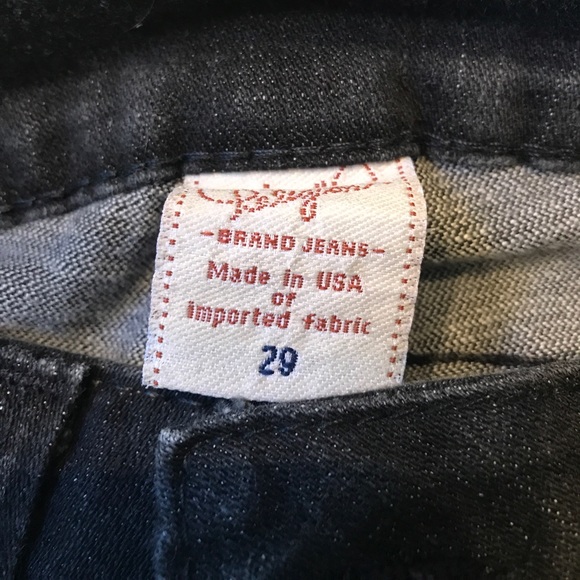 -BRAND JEANS-
Made in USA
of
imported fabric
29